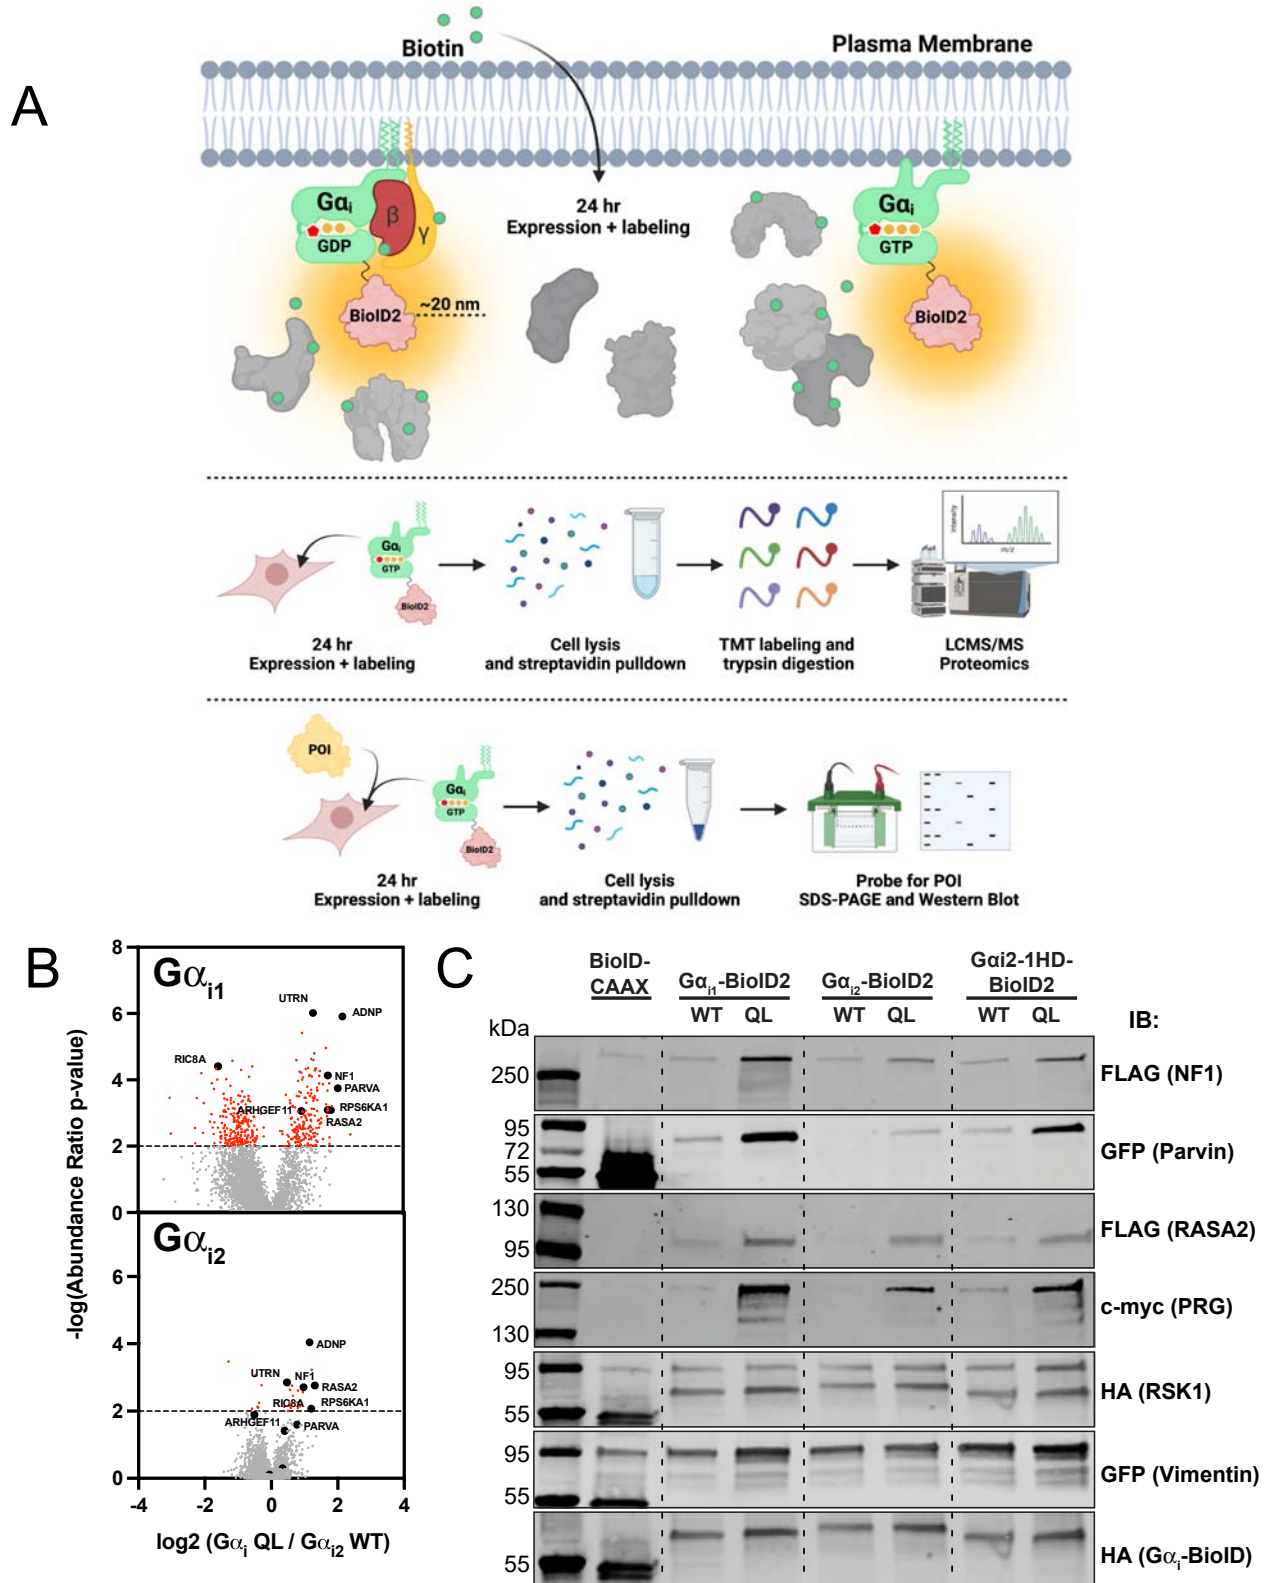 A
Biotin
Plasma Membrane
Gαi
GDP
β
γ
BioID2
~20 nm
24 hr
Expression + labeling
Gαi
GTP
BioID2
Gαi
GTP
BioID2
Intensity
m/z
24 hr
Expression + labeling
Cell lysis
and streptavidin pulldown
TMT labeling and
trypsin digestion
LCMS/MS
Proteomics
POI
Gαi
GTP
BioID2
24 hr
Expression + labeling
Cell lysis
and streptavidin pulldown
Probe for POI
SDS-PAGE and Western Blot
B
-log(Abundance Ratio p-value)
8
6
4
2
0
Gαi1
UTRN
ADNP
RIC8A
NF1
PARVA
ARHGEF11
RPS6KA1
RASA2
6
4
2
0
Gαi2
ADNP
UTRN
NF1
RASA2
RIC8A
RPS6KA1
ARHGEF11
PARVA
-4 -2 0 2 4
log2 (Gαi QL / Gαi2 WT)
C
BioID-
CAAX
Gαi1-BioID2
Gαi2-BioID2
Gαi2-1HD-
BioID2
WT QL WT QL WT QL
IB:
kDa
250
FLAG (NF1)
95
72
55
GFP (Parvin)
130
95
FLAG (RASA2)
250
130
c-myc (PRG)
95
55
HA (RSK1)
95
55
GFP (Vimentin)
55
HA (Gαi-BioID)